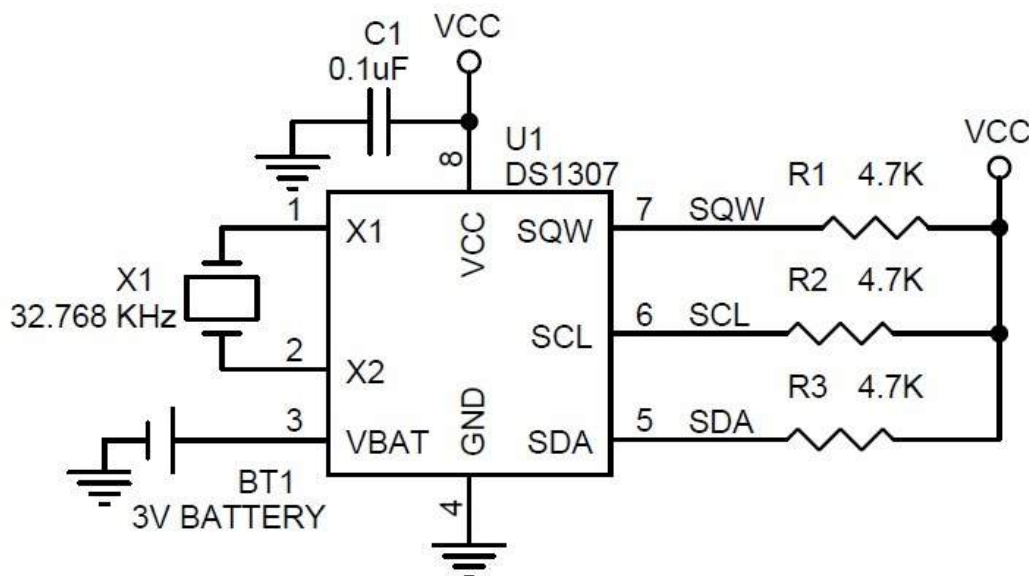 VCC
C1
0.1uF
U1
DS1307
8
VCC
1
X1
VCC
SQW
7
SQW
R1 4.7K
X1
32.768 KHz
R2 4.7K
SCL
6
SCL
2
X2
R3 4.7K
3
VBAT
GND
SDA
5
SDA
BT1
3V BATTERY
4